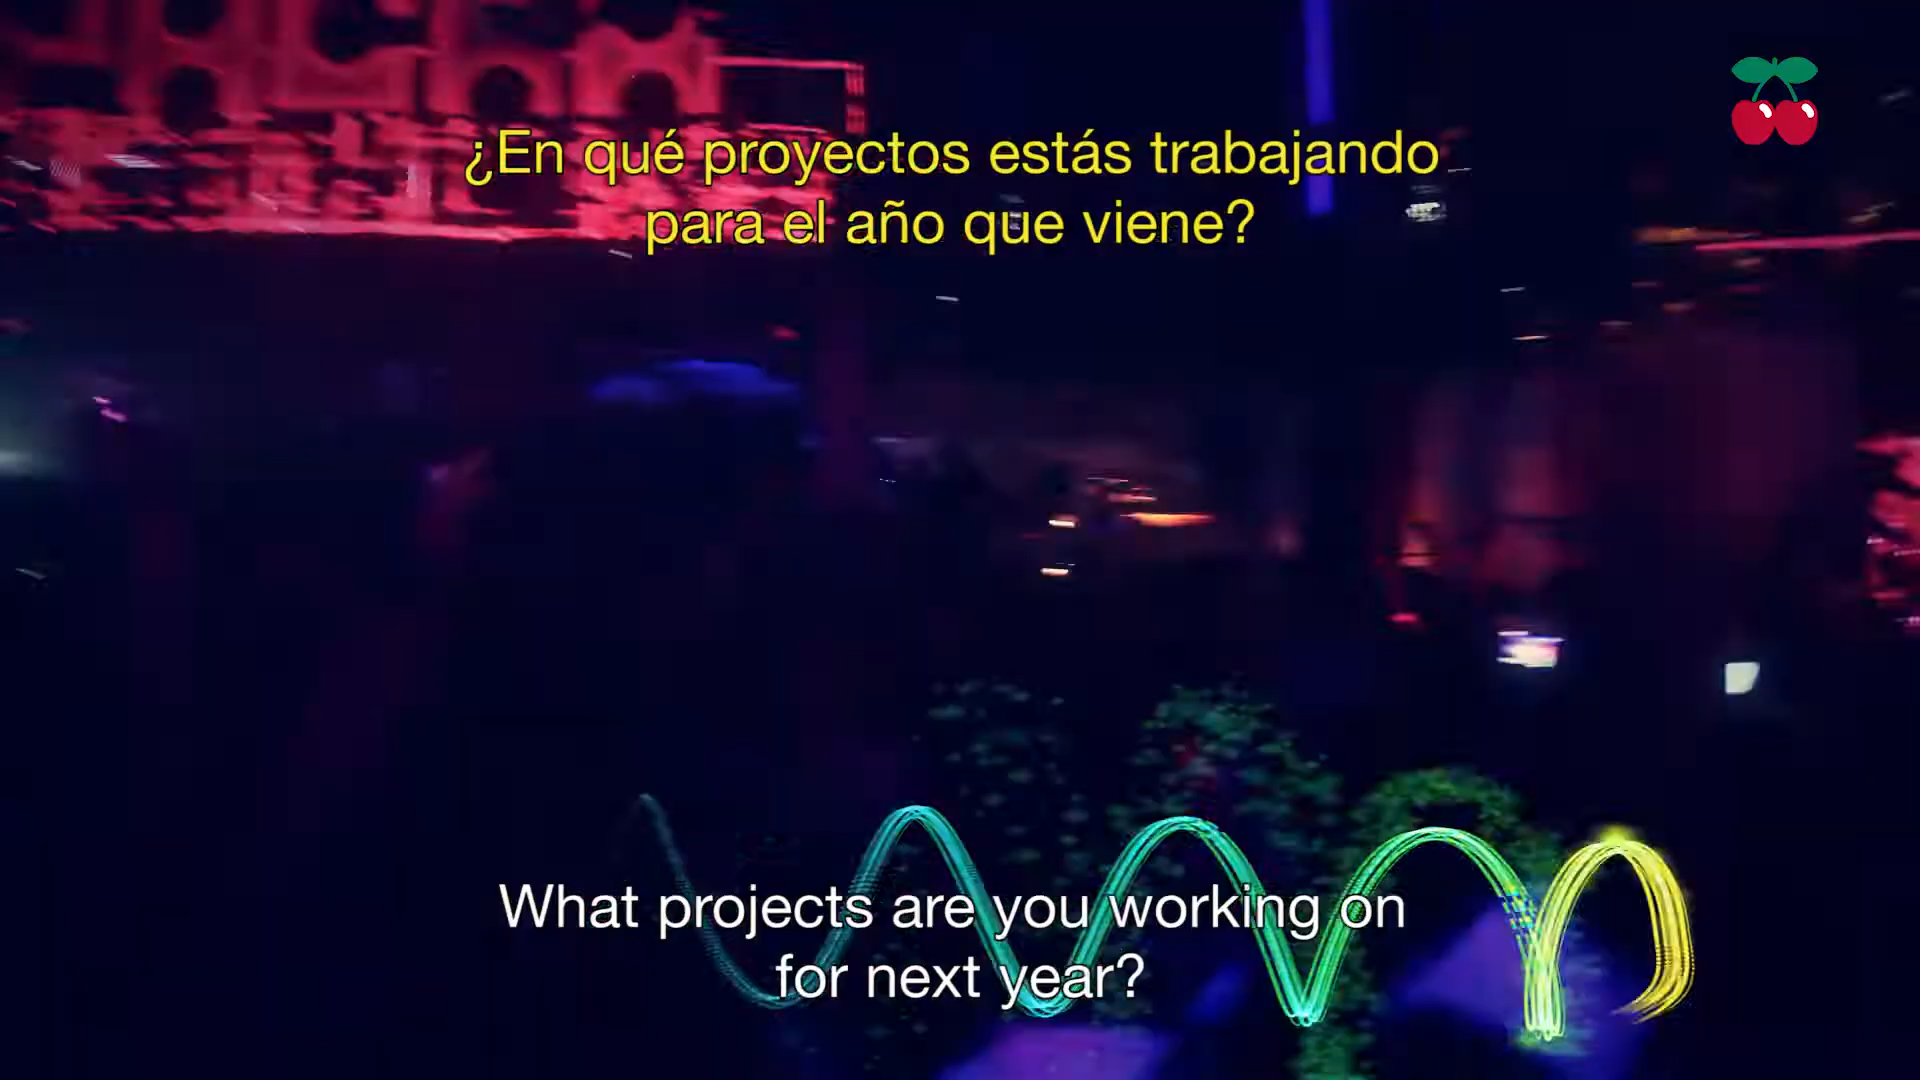 ¿En qué proyectos estás trabajando
para el año que viene?
What projects are you working on
for next year?